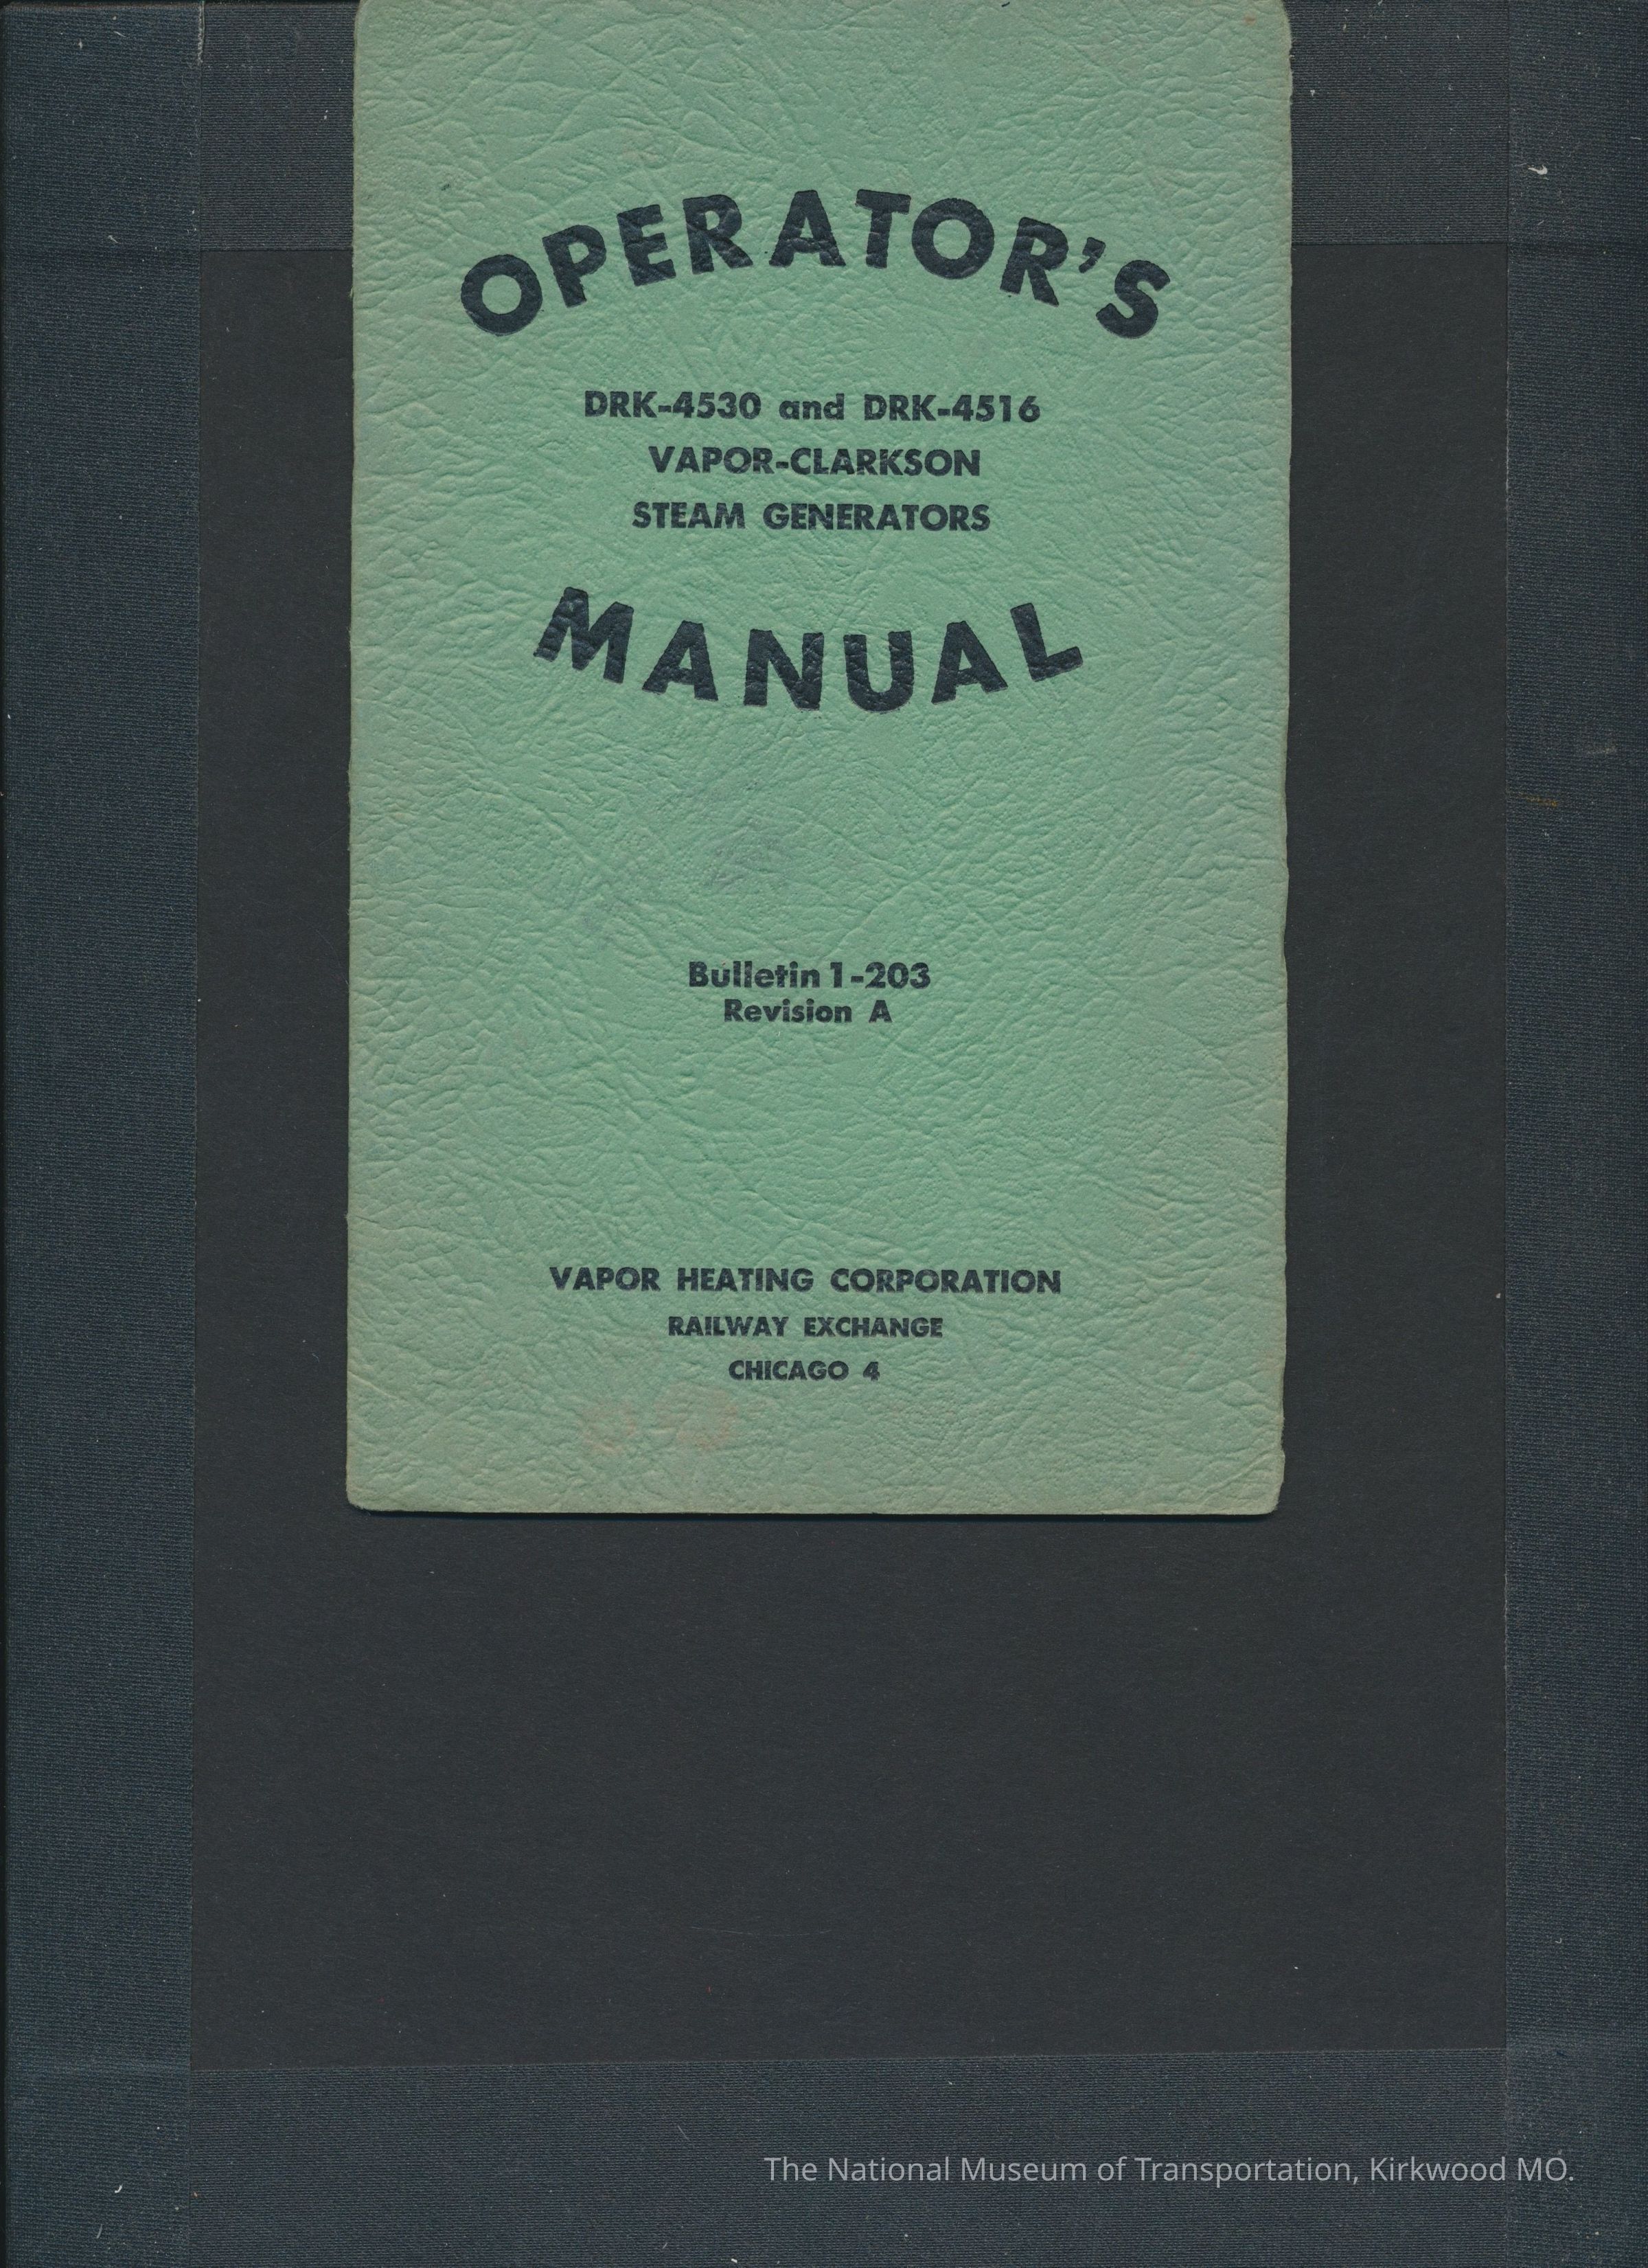 OPERATOR'S
DRK-4530 and DRK-4516
VAPOR-CLARKSON
STEAM GENERATORS
MANUAL
Bulletin 1-203
Revision A
VAPOR HEATING CORPORATION
RAILWAY EXCHANGE
CHICAGO 4
The National Museum of Transportation, Kirkwood MO.